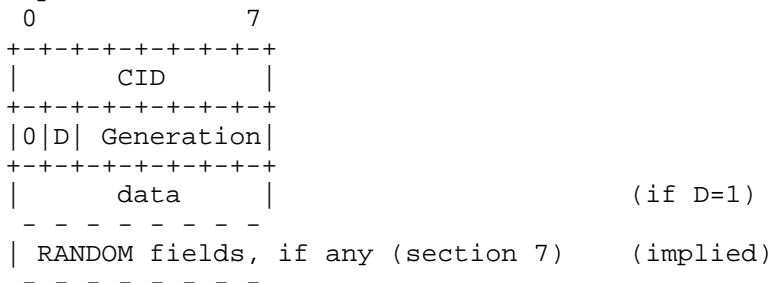 0                             7
+-+-+-+-+-+-+-+-+
|       CID       |
+-+-+-+-+-+-+-+-+
|0|D| Generation|
+-+-+-+-+-+-+-+-+
|      data      |                    (if D=1)
- - - - - - - -
| RANDOM fields, if any (section 7)    (implied)
- - - - - - - -